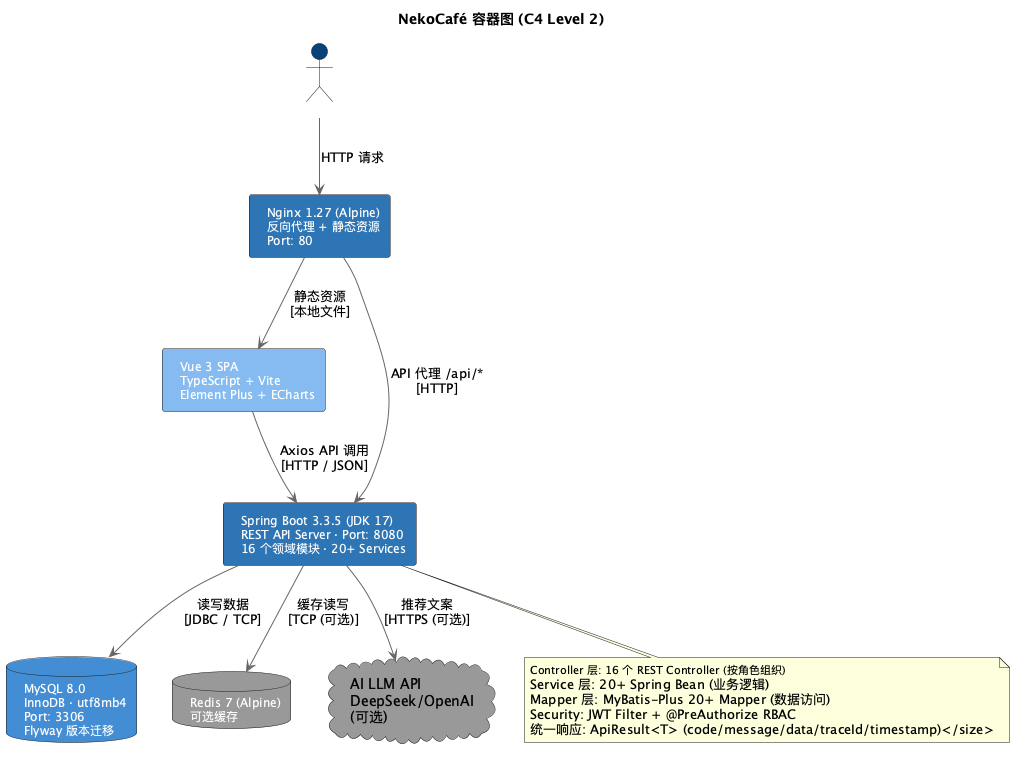 NekoCafé 容器图 (C4 Level 2)
HTTP 请求
Nginx 1.27 (Alpine)
反向代理 + 静态资源
Port: 80
静态资源
[本地文件]
Vue 3 SPA
TypeScript + Vite
Element Plus + ECharts
API 代理 /api/*
[HTTP]
Axios API 调用
[HTTP / JSON]
Spring Boot 3.3.5 (JDK 17)
REST API Server · Port: 8080
16 个领域模块 · 20+ Services
读写数据
[JDBC / TCP]
缓存读写
[TCP (可选)]
推荐文案
[HTTPS (可选)]
MySQL 8.0
InnoDB · utf8mb4
Port: 3306
Flyway 版本迁移
Redis 7 (Alpine)
可选缓存
AI LLM API
DeepSeek/OpenAI
(可选)
Controller 层: 16 个 REST Controller (按角色组织)
Service 层: 20+ Spring Bean (业务逻辑)
Mapper 层: MyBatis-Plus 20+ Mapper (数据访问)
Security: JWT Filter + @PreAuthorize RBAC
统一响应: ApiResult<T> (code/message/data/traceId/timestamp)</size>